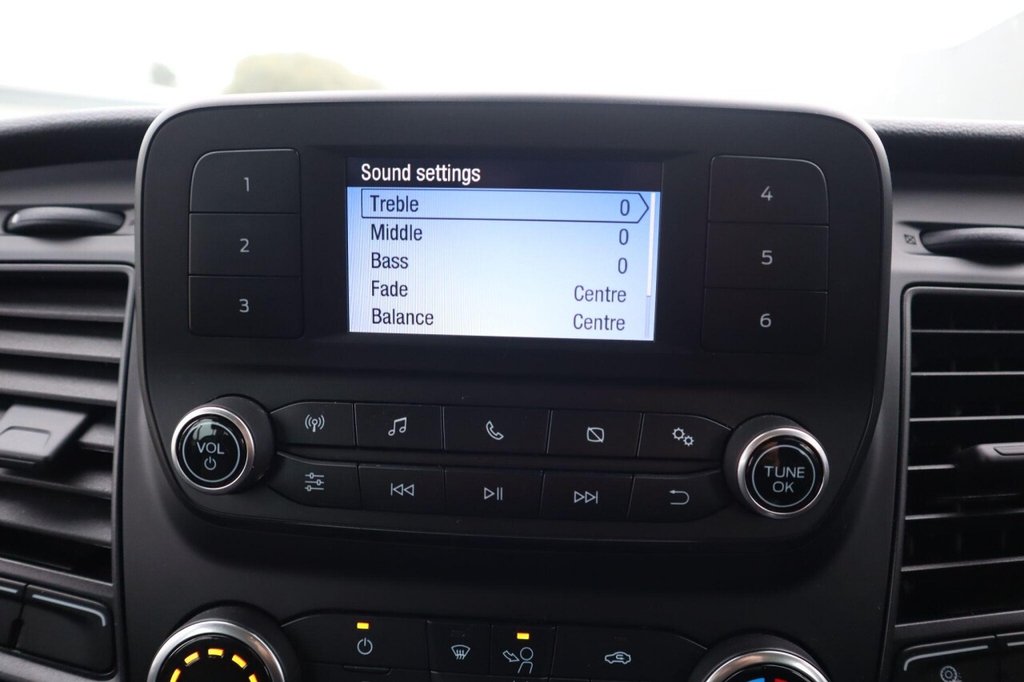 Sound settings
Treble 0
Middle 0
Bass 0
Fade Centre
Balance Centre
1
2
3
4
5
6
VOL
TUNE
OK